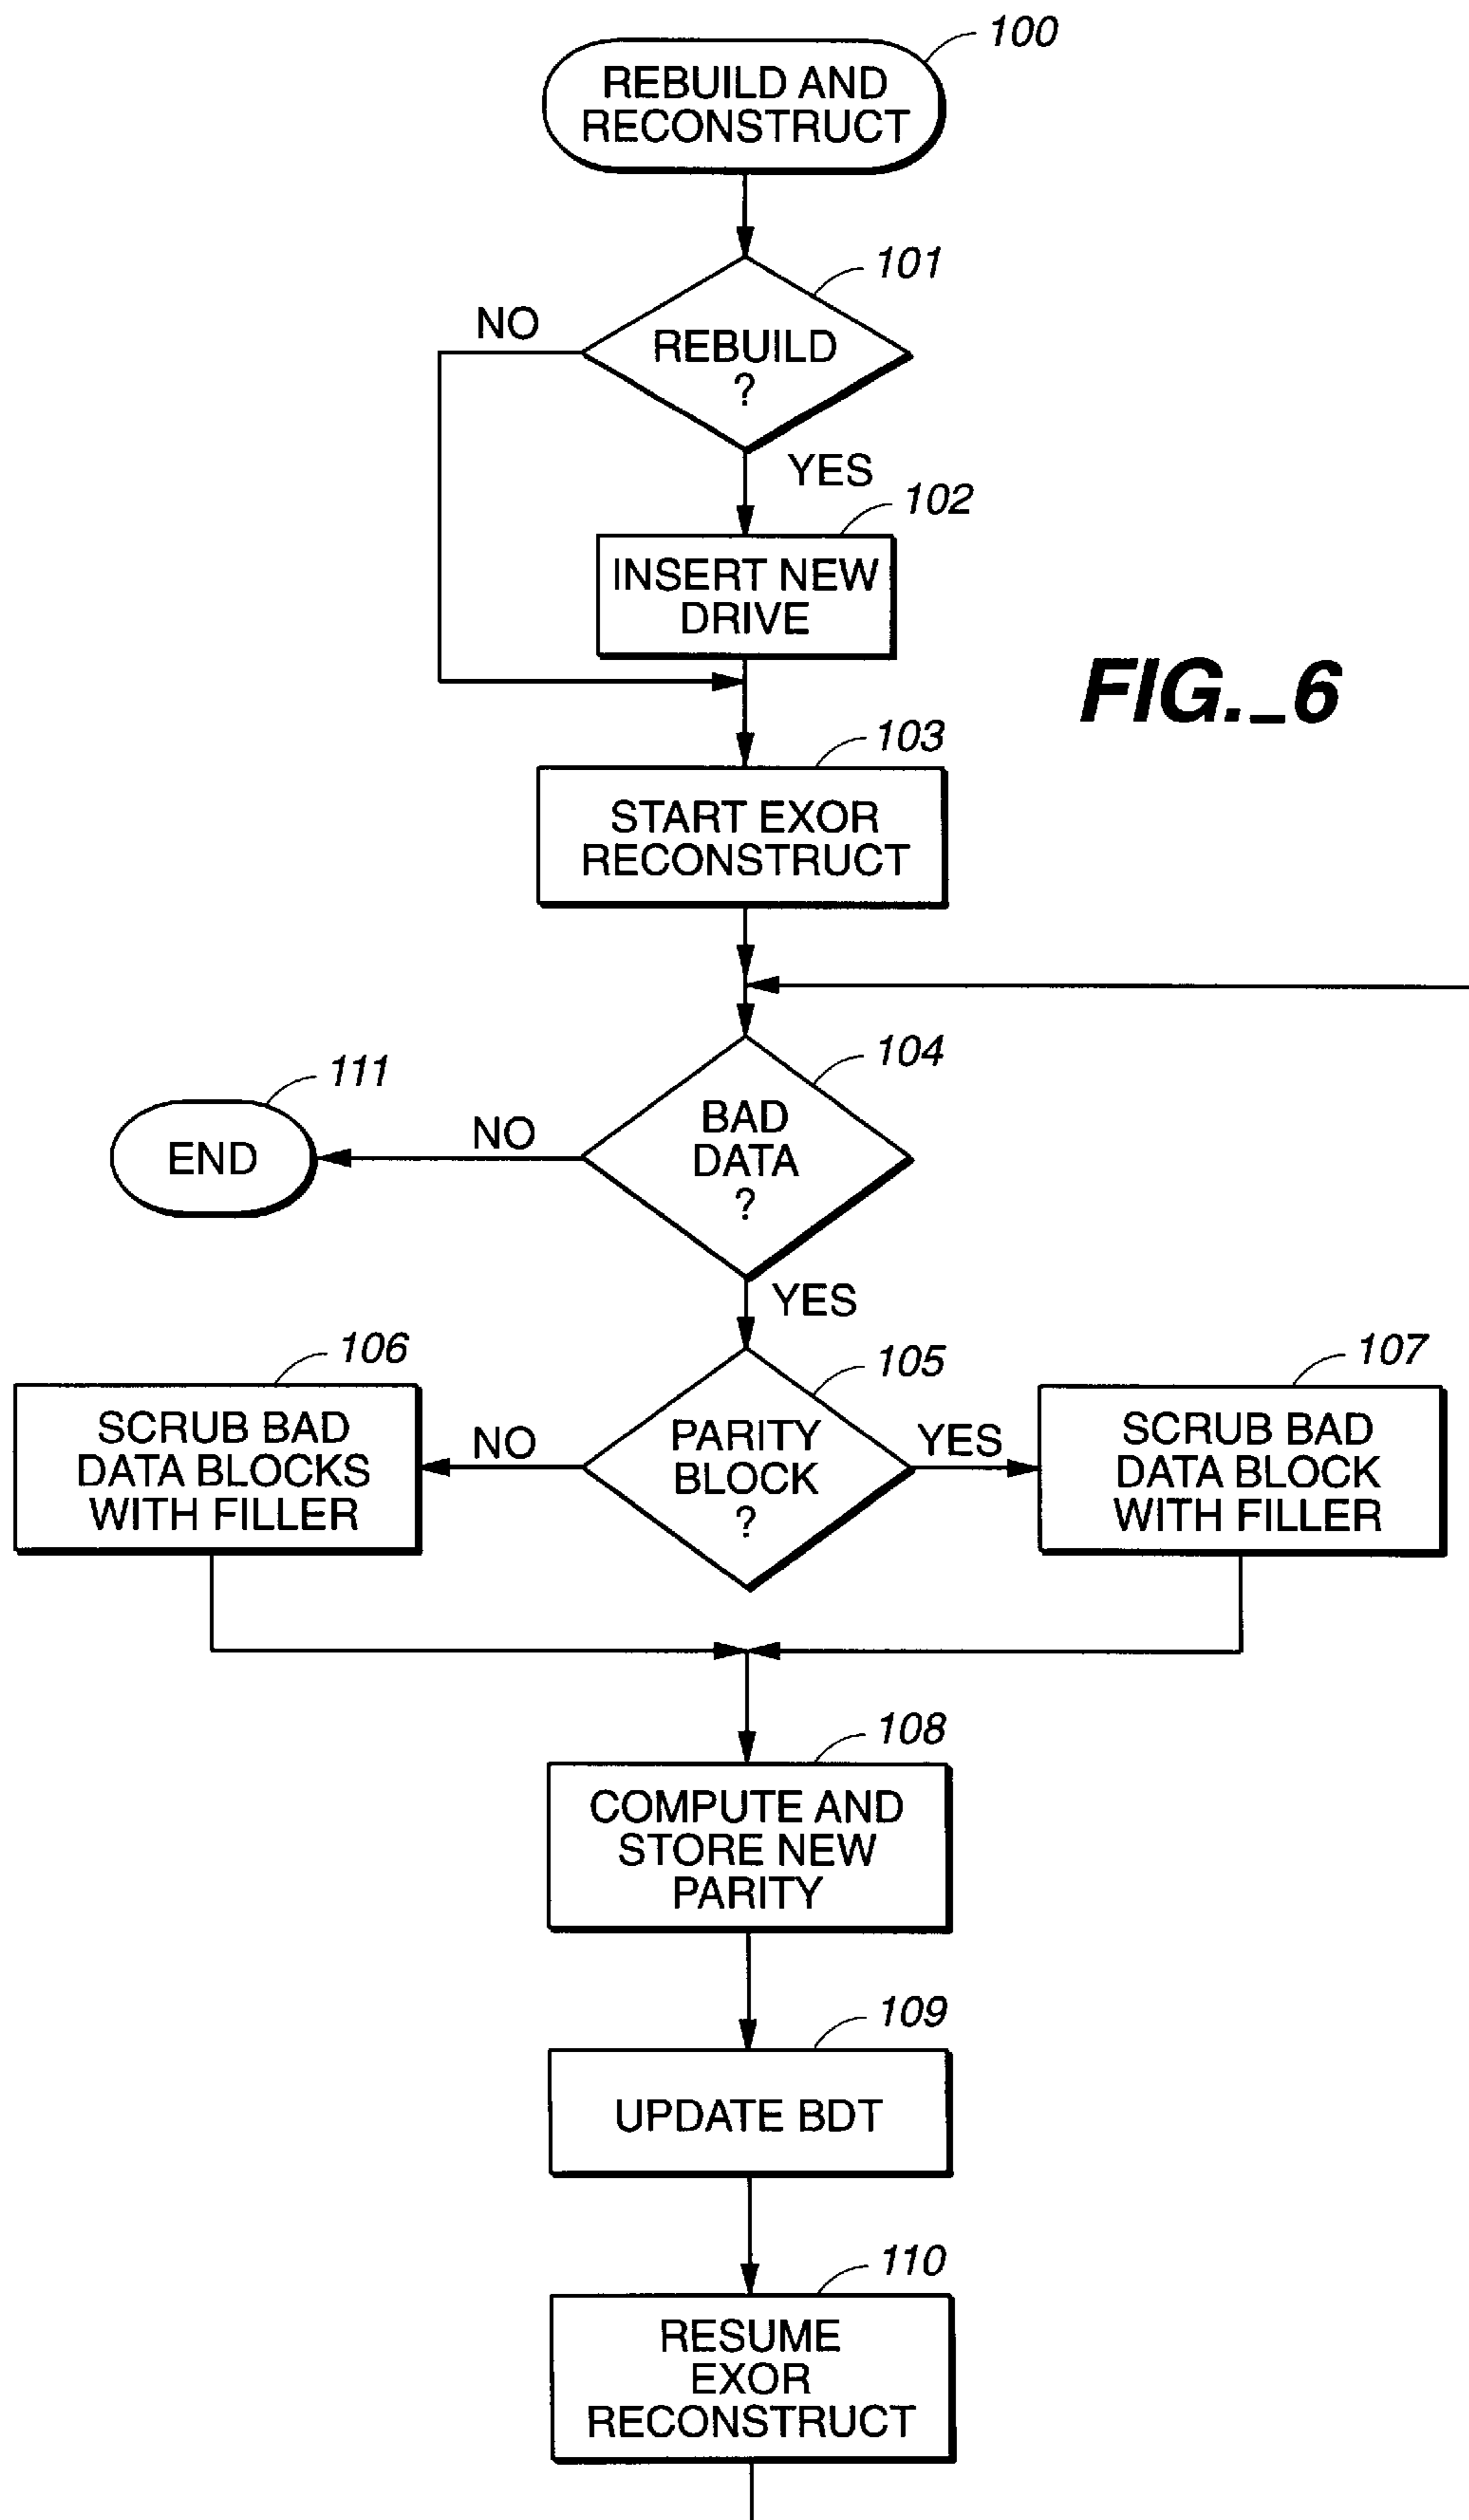 100
REBUILD AND
RECONSTRUCT
101
NO
REBUILD
?
YES
102
INSERT NEW
DRIVE
FIG._6
103
START EXOR
RECONSTRUCT
104
111
BAD
DATA
?
NO
END
YES
106
105
107
SCRUB BAD
DATA BLOCKS
WITH FILLER
NO
PARITY
BLOCK
?
YES
SCRUB BAD
DATA BLOCK
WITH FILLER
108
COMPUTE AND
STORE NEW
PARITY
109
UPDATE BDT
110
RESUME
EXOR
RECONSTRUCT